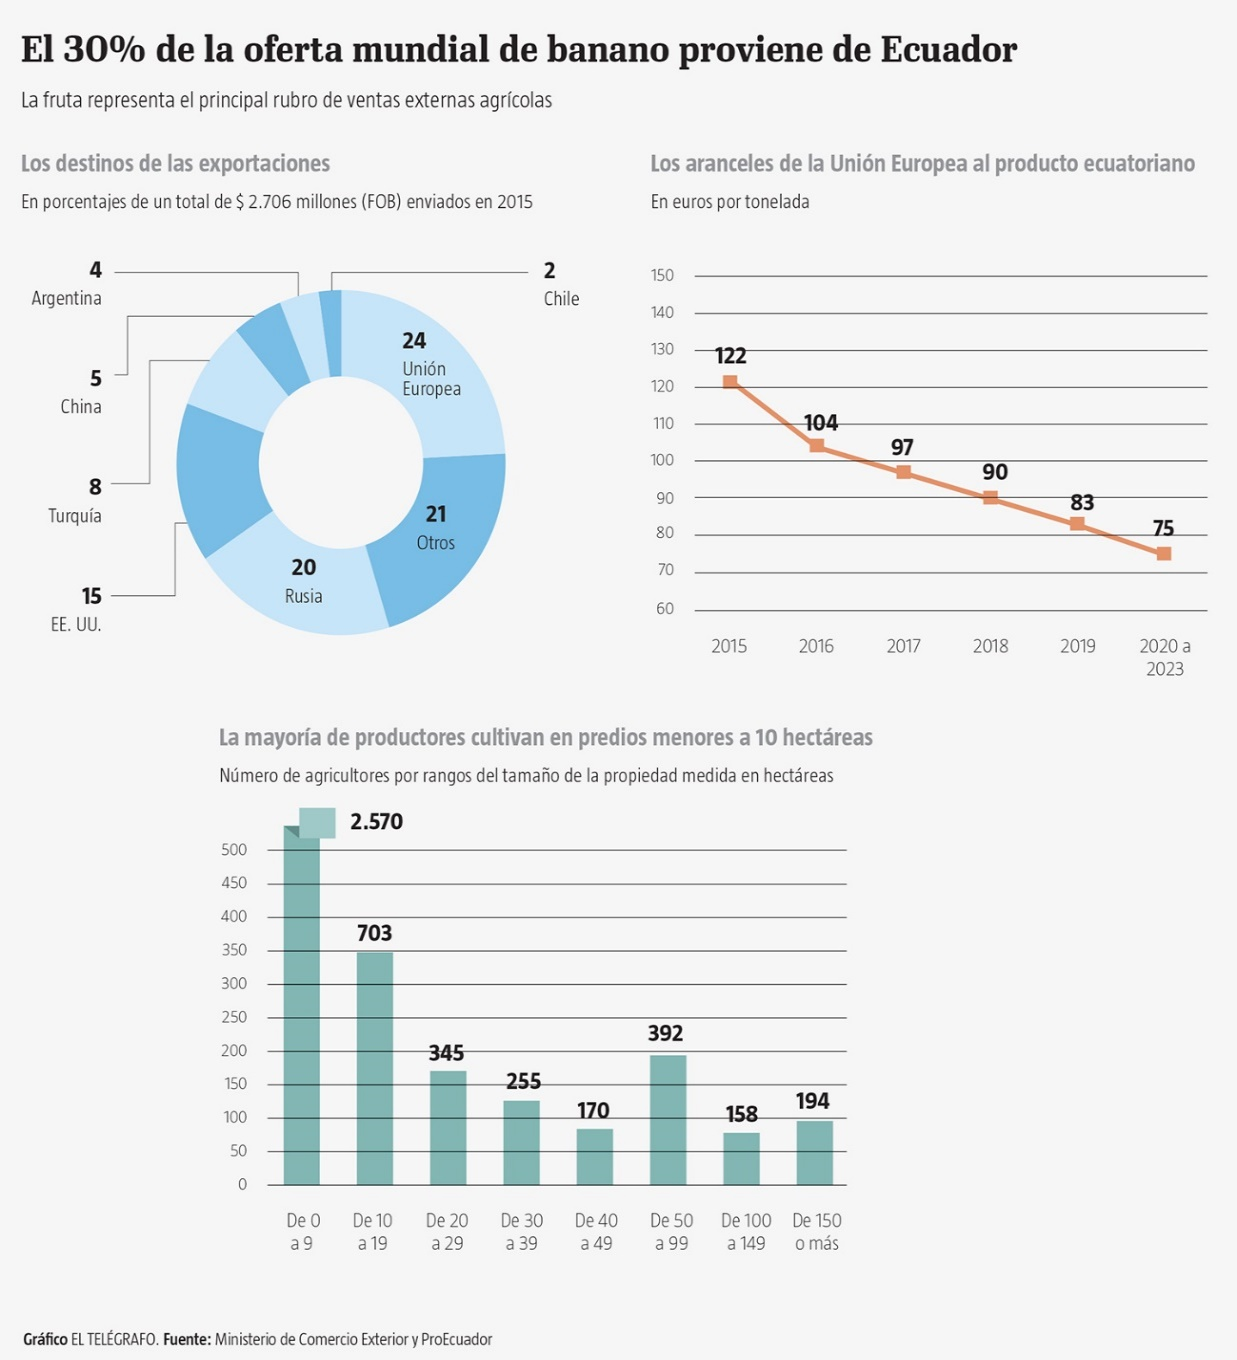 El 30% de la oferta mundial de banano proviene de Ecuador
La fruta representa el principal rubro de ventas externas agrícolas
Los destinos de las exportaciones
En porcentajes de un total de $ 2.706 millones (FOB) enviados en 2015
4
Argentina
2
Chile
24
Unión
Europea
5
China
8
Turquía
21
Otros
20
Rusia
15
EE. UU.
Los aranceles de la Unión Europea al producto ecuatoriano
En euros por tonelada
150
140
130
120
110
100
90
80
70
60
122
104
97
90
83
75
2015 2016 2017 2018 2019 2020 a
2023
La mayoría de productores cultivan en predios menores a 10 hectáreas
Número de agricultores por rangos del tamaño de la propiedad medida en hectáreas
2.570
500
450
400
350
300
250
200
150
100
50
0
703
345
255
170
392
158
194
De 0 De 10 De 20 De 30 De 40 De 50 De 100 De 150
a 9 a 19 a 29 a 39 a 49 a 99 a 149 o más
Gráfico EL TELÉGRAFO. Fuente: Ministerio de Comercio Exterior y ProEcuador